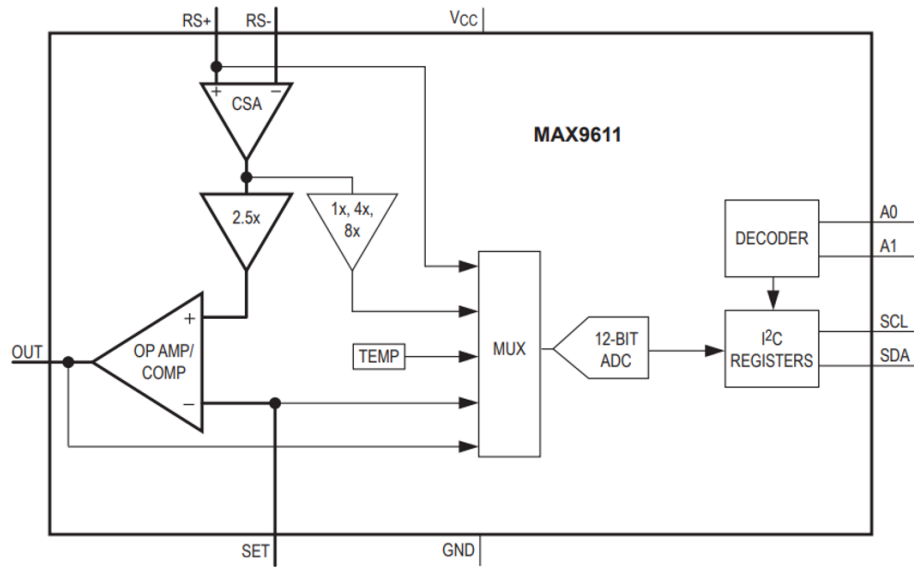 RS+ RS- VCC
+ −
CSA
MAX9611
2.5x
1x, 4x,
8x
DECODER
A0
A1
+
OUT
OP AMP/
COMP
−
TEMP
MUX
12-BIT
ADC
I²C
REGISTERS
SCL
SDA
SET
GND